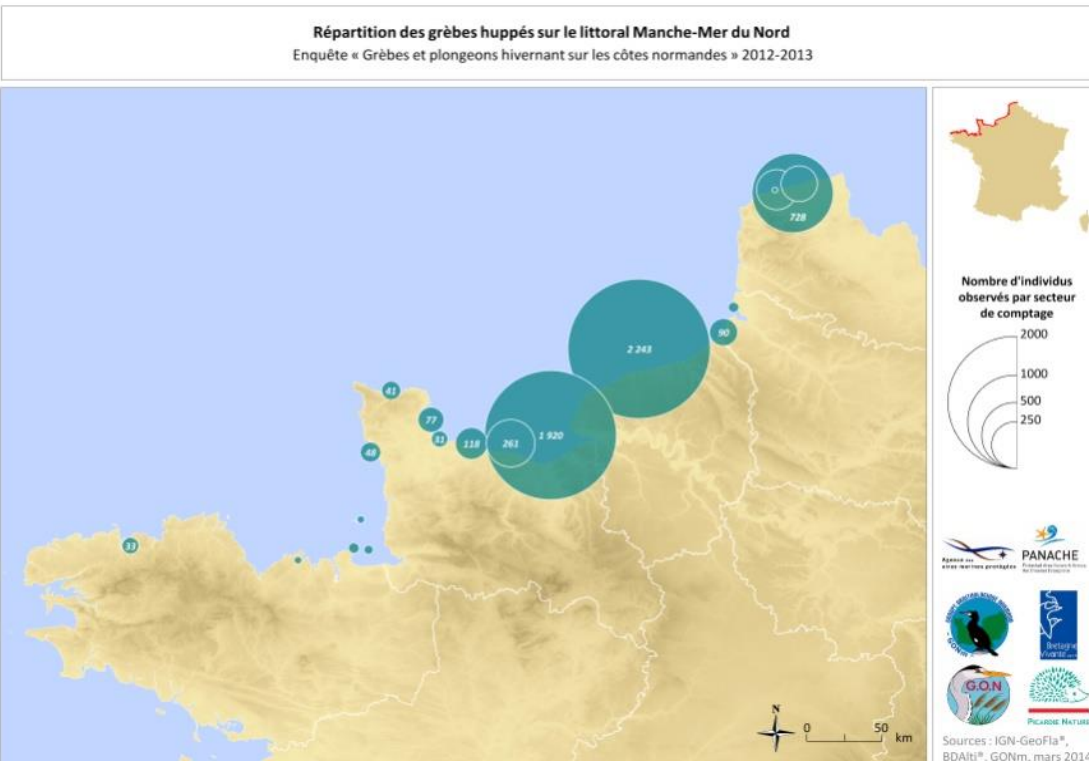 Répartition des grèbes huppés sur le littoral Manche-Mer du Nord
Enquête « Grèbes et plongeons hivernant sur les côtes normandes » 2012-2013
728
2 243
90
41
77
31
118
261
1 920
48
33
Nombre d'individus
observés par secteur
de comptage
2000
1000
500
250
PANACHE
Bretagne
Vivante
G.O.N
PICARDIE NATURE
N
0 50 km
Sources : IGN-GeoFla®,
BDAlti®, GONm, mars 2014